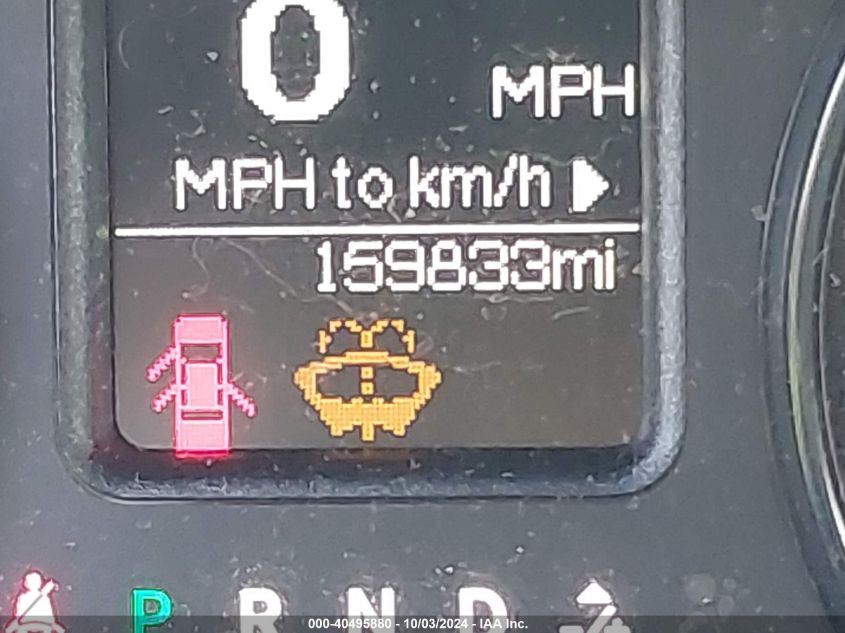 0 MPH
MPH to km/h
159833mi
P R N D
000-40495880 - 10/03/2024 - IAA Inc.